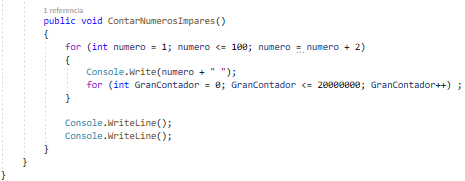 1 referencia
public void ContarNumerosImpares()
{
for (int numero = 1; numero <= 100; numero = numero + 2)
{
Console.Write(numero + " ");
for (int GranContador = 0; GranContador <= 20000000; GranContador++) ;
}
Console.WriteLine();
Console.WriteLine();
}
}
}